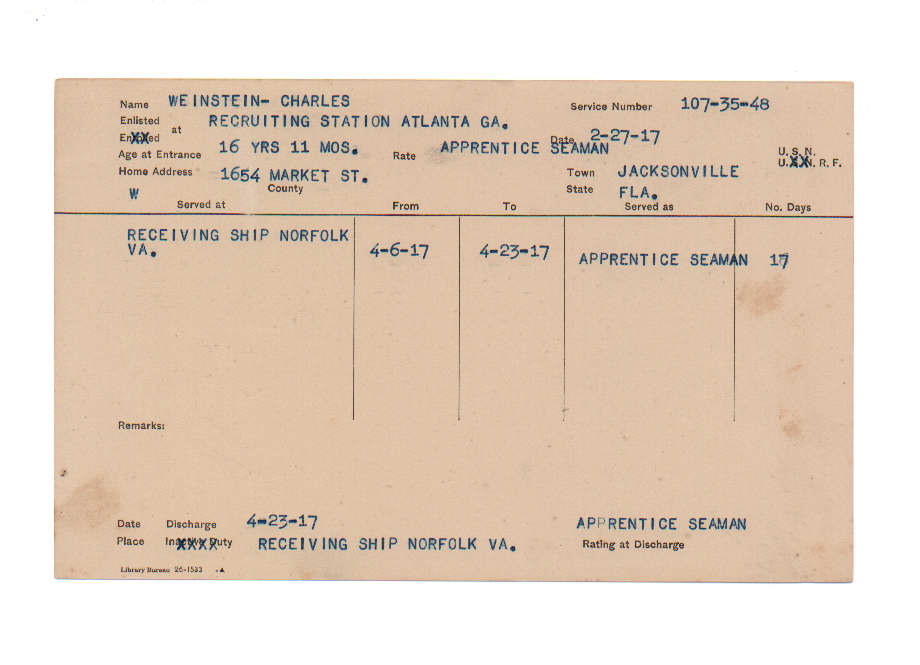 Name WEINSTEIN- CHARLES Service Number 107-35-48
Enlisted
Enrolled at RECRUITING STATION ATLANTA GA. Date 2-27-17
Age at Entrance 16 YRS 11 MOS. Rate APPRENTICE SEAMAN U. S. N.
U. S. N. R. F.
Home Address 1654 MARKET ST. Town JACKSONVILLE
County State FLA.
W
Served at From To Served as No. Days
RECEIVING SHIP NORFOLK
VA. 4-6-17 4-23-17 APPRENTICE SEAMAN 17
Remarks:
Date Discharge 4-23-17 APPRENTICE SEAMAN
Place Inactive Duty RECEIVING SHIP NORFOLK VA. Rating at Discharge
Library Bureau 26-1533